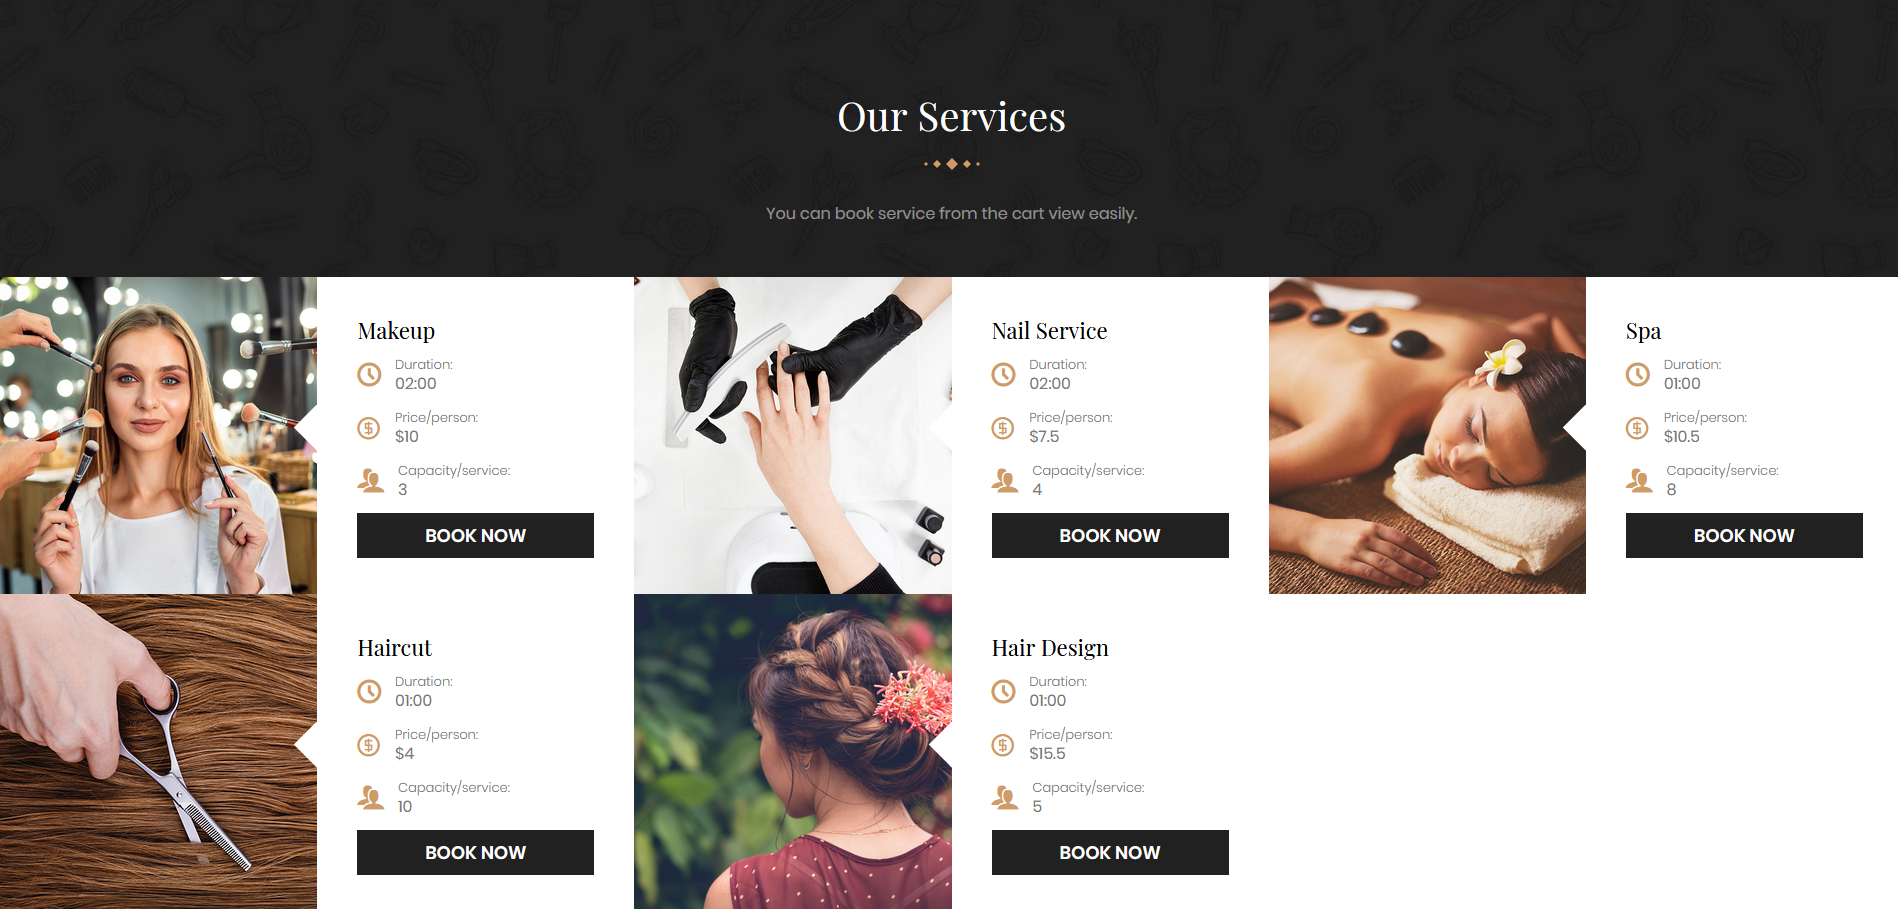 Our Services
You can book service from the cart view easily.
Makeup
Duration:
02:00
Price/person:
$10
Capacity/service:
3
BOOK NOW
Nail Service
Duration:
02:00
Price/person:
$7.5
Capacity/service:
4
BOOK NOW
Spa
Duration:
01:00
Price/person:
$10.5
Capacity/service:
8
BOOK NOW
Haircut
Duration:
01:00
Price/person:
$4
Capacity/service:
10
BOOK NOW
Hair Design
Duration:
01:00
Price/person:
$15.5
Capacity/service:
5
BOOK NOW